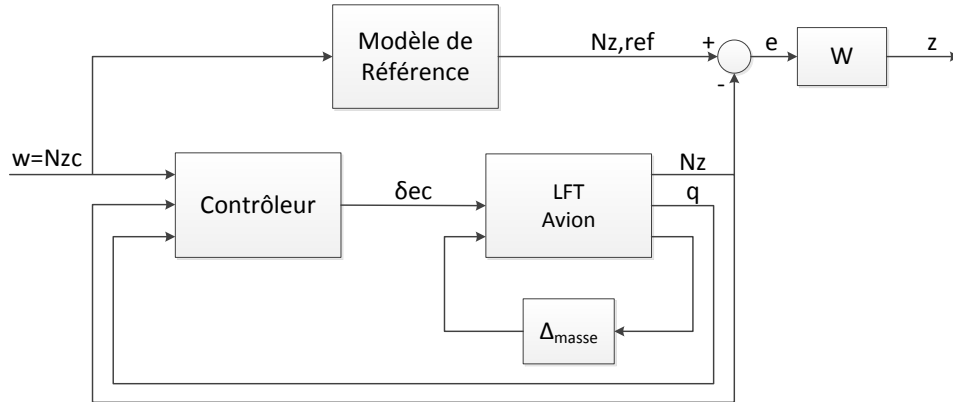 Modèle de
Référence
Nz,ref
+
e
W
z
-
w=Nzc
Contrôleur
δec
LFT
Avion
Nz
q
Δmasse